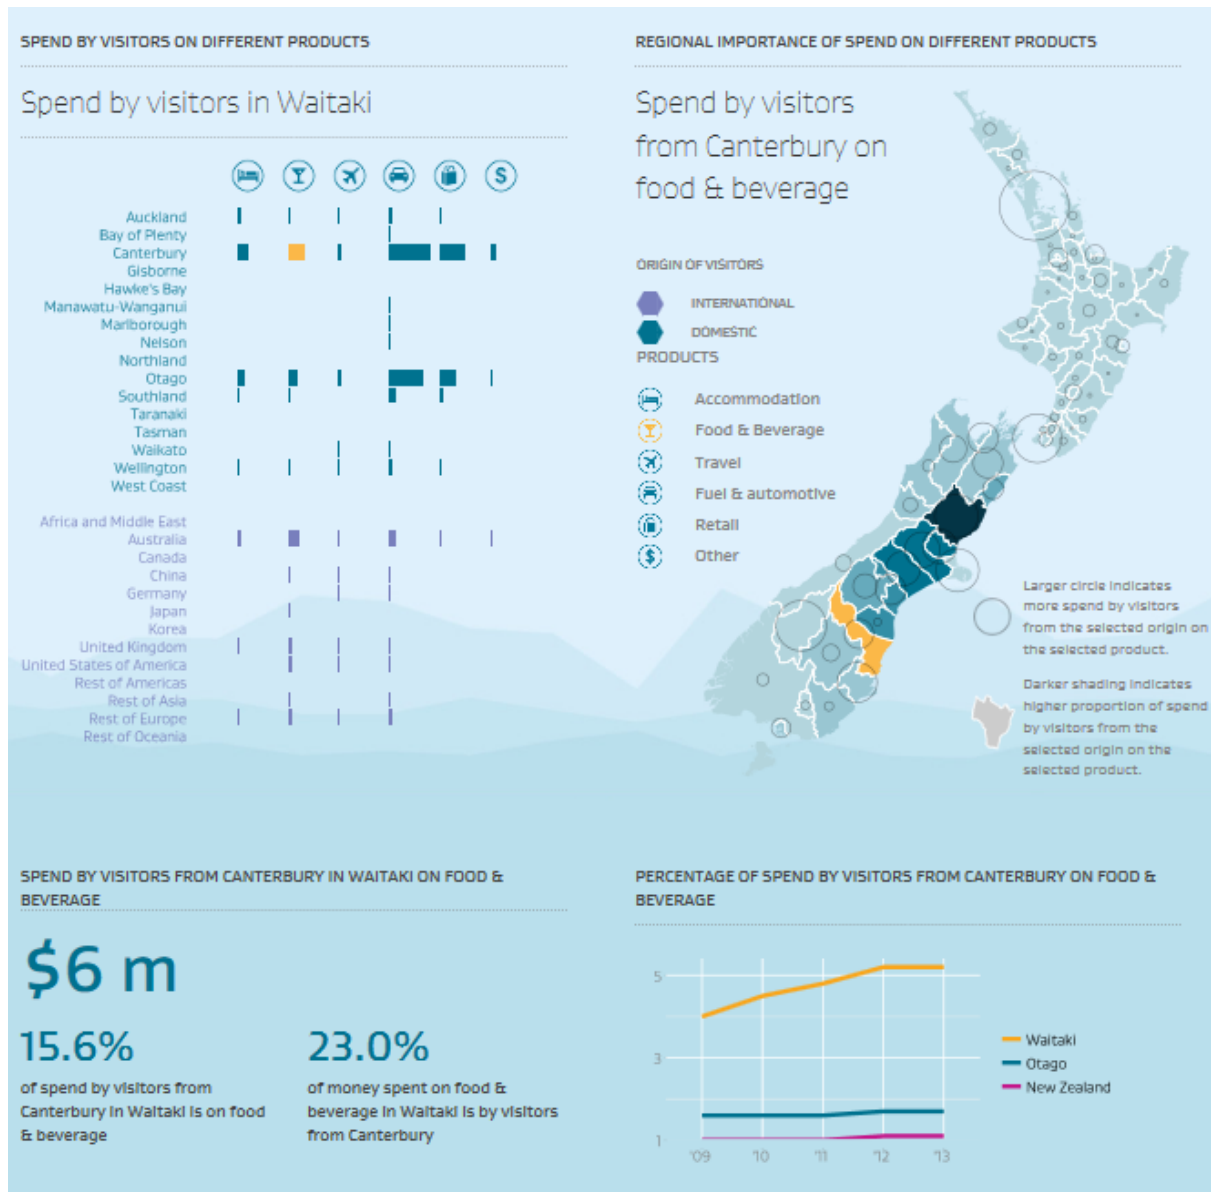 SPEND BY VISITORS ON DIFFERENT PRODUCTS
Spend by visitors in Waitaki
$
Auckland
Bay of Plenty
Canterbury
Gisborne
Hawke's Bay
Manawatu-Wanganui
Marlborough
Nelson
Northland
Otago
Southland
Taranaki
Tasman
Waikato
Wellington
West Coast
Africa and Middle East
Australia
Canada
China
Germany
Japan
Korea
United Kingdom
United States of America
Rest of Americas
Rest of Asia
Rest of Europe
Rest of Oceania
REGIONAL IMPORTANCE OF SPEND ON DIFFERENT PRODUCTS
Spend by visitors
from Canterbury on
food & beverage
ORIGIN OF VISITORS
INTERNATIONAL
DOMESTIC
PRODUCTS
Accommodation
Food & Beverage
Travel
Fuel & automotive
Retail
$ Other
Larger circle indicates
more spend by visitors
from the selected origin on
the selected product.
Darker shading indicates
higher proportion of spend
by visitors from the
selected origin on the
selected product.
SPEND BY VISITORS FROM CANTERBURY IN WAITAKI ON FOOD &
BEVERAGE
$6 m
15.6%
of spend by visitors from
Canterbury in Waitaki is on food
& beverage
23.0%
of money spent on food &
beverage in Waitaki is by visitors
from Canterbury
PERCENTAGE OF SPEND BY VISITORS FROM CANTERBURY ON FOOD &
BEVERAGE
5
3
1
'09 '10 '11 '12 '13
Waitaki
Otago
New Zealand